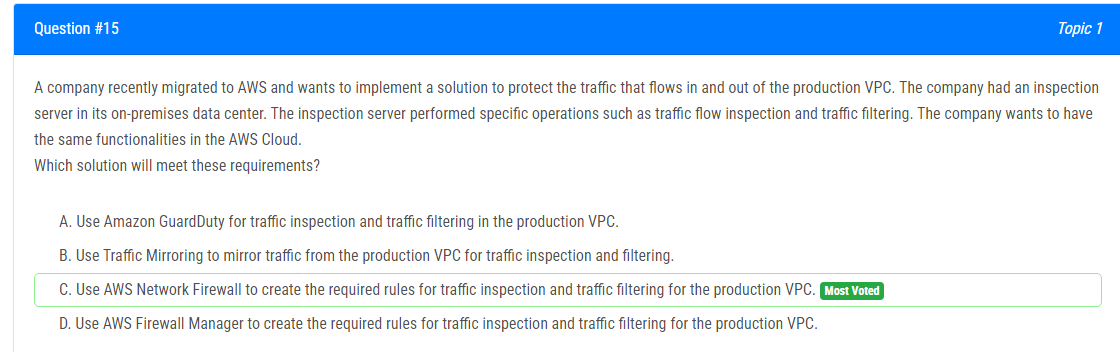 Question #15
Topic 1
A company recently migrated to AWS and wants to implement a solution to protect the traffic that flows in and out of the production VPC. The company had an inspection
server in its on-premises data center. The inspection server performed specific operations such as traffic flow inspection and traffic filtering. The company wants to have
the same functionalities in the AWS Cloud.
Which solution will meet these requirements?
A. Use Amazon GuardDuty for traffic inspection and traffic filtering in the production VPC.
B. Use Traffic Mirroring to mirror traffic from the production VPC for traffic inspection and filtering.
C. Use AWS Network Firewall to create the required rules for traffic inspection and traffic filtering for the production VPC. Most Voted
D. Use AWS Firewall Manager to create the required rules for traffic inspection and traffic filtering for the production VPC.